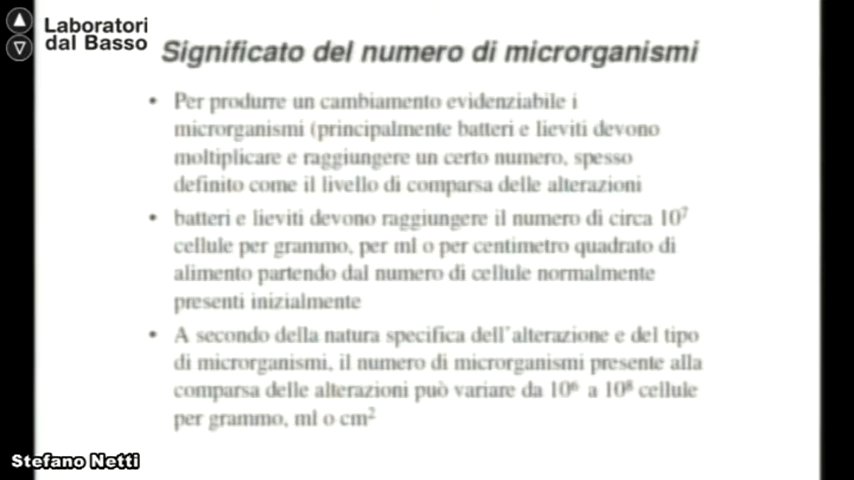 Laboratori
dal Basso
Significato del numero di microrganismi
• Per produrre un cambiamento evidenziabile i
microrganismi (principalmente batteri e lieviti devono
moltiplicare e raggiungere un certo numero, spesso
definito come il livello di comparsa delle alterazioni
• batteri e lieviti devono raggiungere il numero di circa 10⁷
cellule per grammo, per ml o per centimetro quadrato di
alimento partendo dal numero di cellule normalmente
presenti inizialmente
• A secondo della natura specifica dell'alterazione e del tipo
di microrganismi, il numero di microrganismi presente alla
comparsa delle alterazioni può variare da 10⁶ a 10⁸ cellule
per grammo, ml o cm²
Stefano Netti